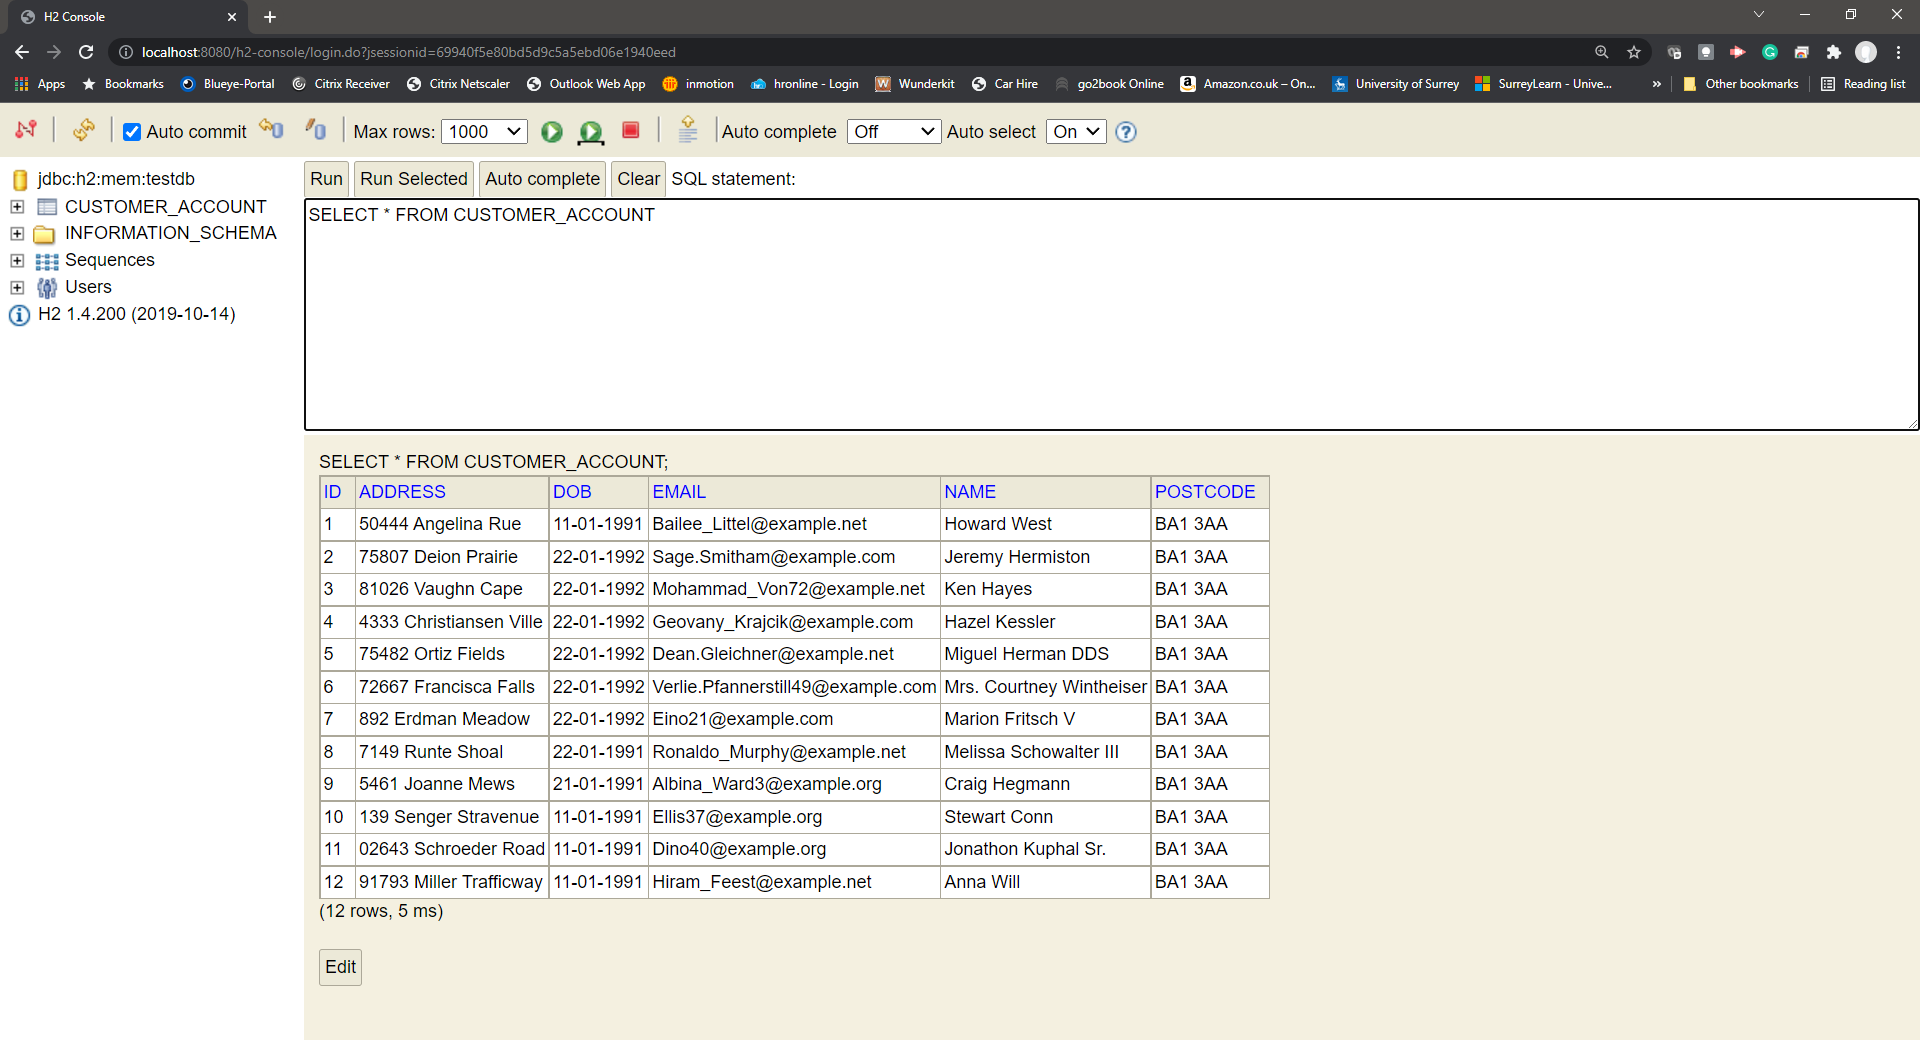 H2 Console
localhost:8080/h2-console/login.do?jsessionid=69940f5e80bd5d9c5a5ebd06e1940eed
Apps Bookmarks Blueye-Portal Citrix Receiver Citrix Netscaler Outlook Web App inmotion hronline - Login Wunderkit Car Hire go2book Online Amazon.co.uk – On... University of Surrey SurreyLearn - Unive... » Other bookmarks Reading list
Auto commit Max rows: 1000 Auto complete Off Auto select On
jdbc:h2:mem:testdb
CUSTOMER_ACCOUNT
INFORMATION_SCHEMA
Sequences
Users
H2 1.4.200 (2019-10-14)
Run Run Selected Auto complete Clear SQL statement:
SELECT * FROM CUSTOMER_ACCOUNT
SELECT * FROM CUSTOMER_ACCOUNT;
ID ADDRESS DOB EMAIL NAME POSTCODE
1 50444 Angelina Rue 11-01-1991 Bailee_Littel@example.net Howard West BA1 3AA
2 75807 Deion Prairie 22-01-1992 Sage.Smitham@example.com Jeremy Hermiston BA1 3AA
3 81026 Vaughn Cape 22-01-1992 Mohammad_Von72@example.net Ken Hayes BA1 3AA
4 4333 Christiansen Ville 22-01-1992 Geovany_Krajcik@example.com Hazel Kessler BA1 3AA
5 75482 Ortiz Fields 22-01-1992 Dean.Gleichner@example.net Miguel Herman DDS BA1 3AA
6 72667 Francisca Falls 22-01-1992 Verlie.Pfannerstill49@example.com Mrs. Courtney Wintheiser BA1 3AA
7 892 Erdman Meadow 22-01-1992 Eino21@example.com Marion Fritsch V BA1 3AA
8 7149 Runte Shoal 22-01-1991 Ronaldo_Murphy@example.net Melissa Schowalter III BA1 3AA
9 5461 Joanne Mews 21-01-1991 Albina_Ward3@example.org Craig Hegmann BA1 3AA
10 139 Senger Stravenue 11-01-1991 Ellis37@example.org Stewart Conn BA1 3AA
11 02643 Schroeder Road 11-01-1991 Dino40@example.org Jonathon Kuphal Sr. BA1 3AA
12 91793 Miller Trafficway 11-01-1991 Hiram_Feest@example.net Anna Will BA1 3AA
(12 rows, 5 ms)
Edit